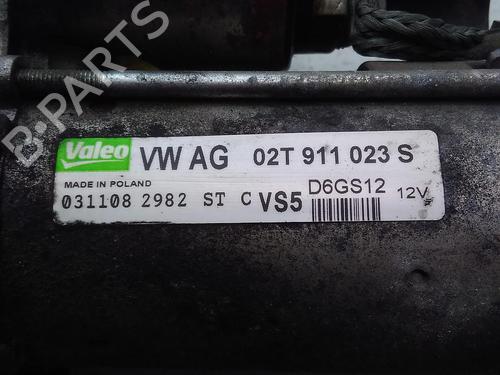 B-PARTS
Valeo VW AG 02T 911 023 S
MADE IN POLAND
031108 2982 ST C VS5 D6GS12 12V